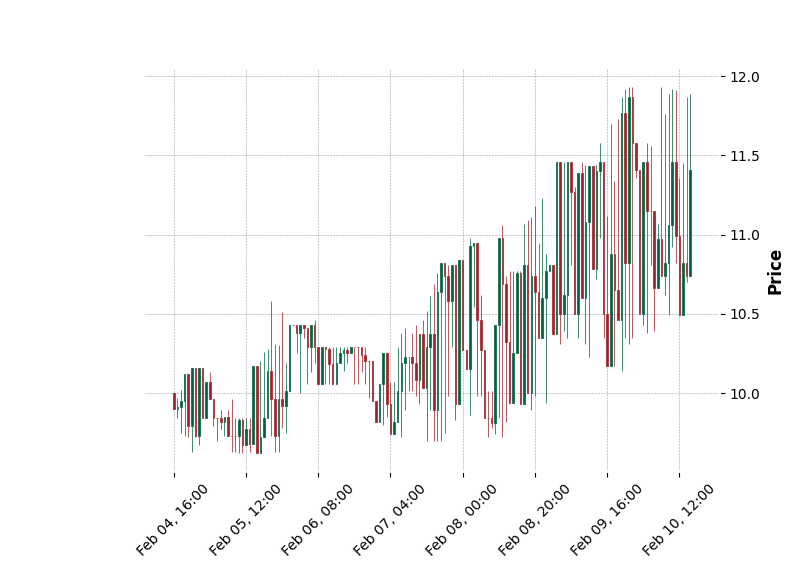 12.0
11.5
11.0
10.5
10.0
Price
Feb 04, 16:00
Feb 05, 12:00
Feb 06, 08:00
Feb 07, 04:00
Feb 08, 00:00
Feb 08, 20:00
Feb 09, 16:00
Feb 10, 12:00